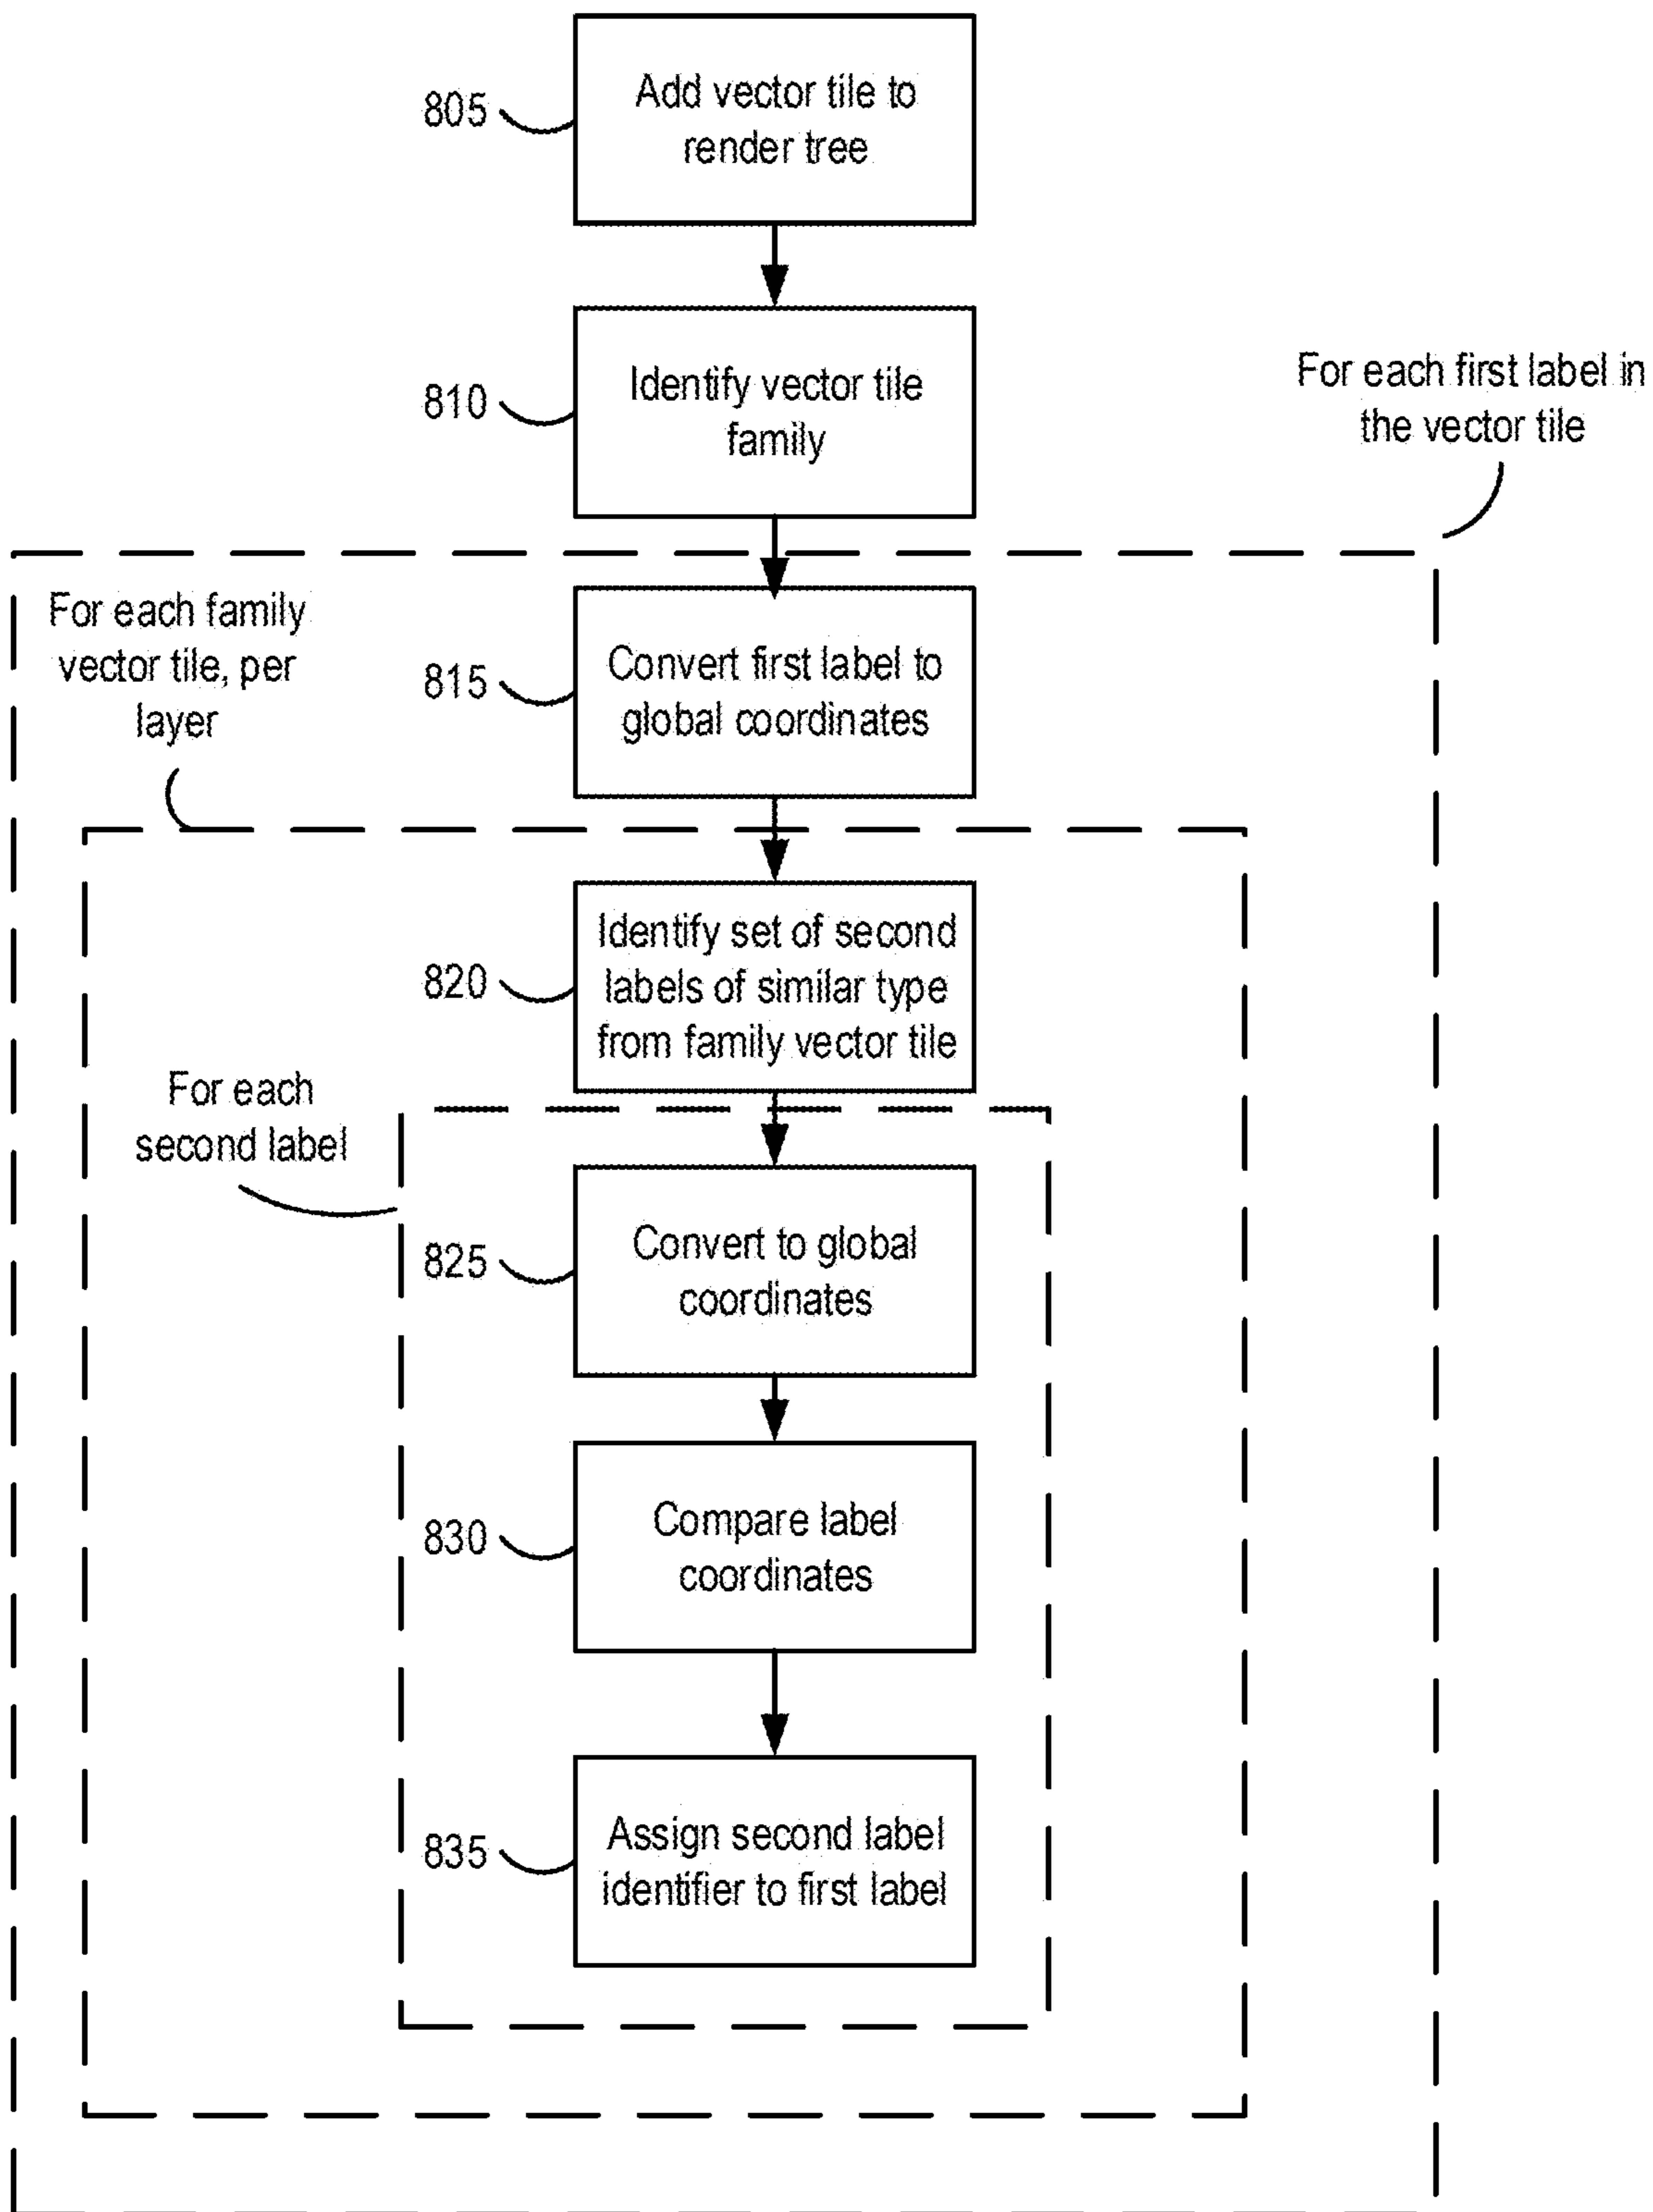 805
Add vector tile to
render tree
810
Identify vector tile
family
For each first label in
the vector tile
For each family
vector tile, per
layer
815
Convert first label to
global coordinates
820
Identify set of second
labels of similar type
from family vector tile
For each
second label
825
Convert to global
coordinates
830
Compare label
coordinates
835
Assign second label
identifier to first label